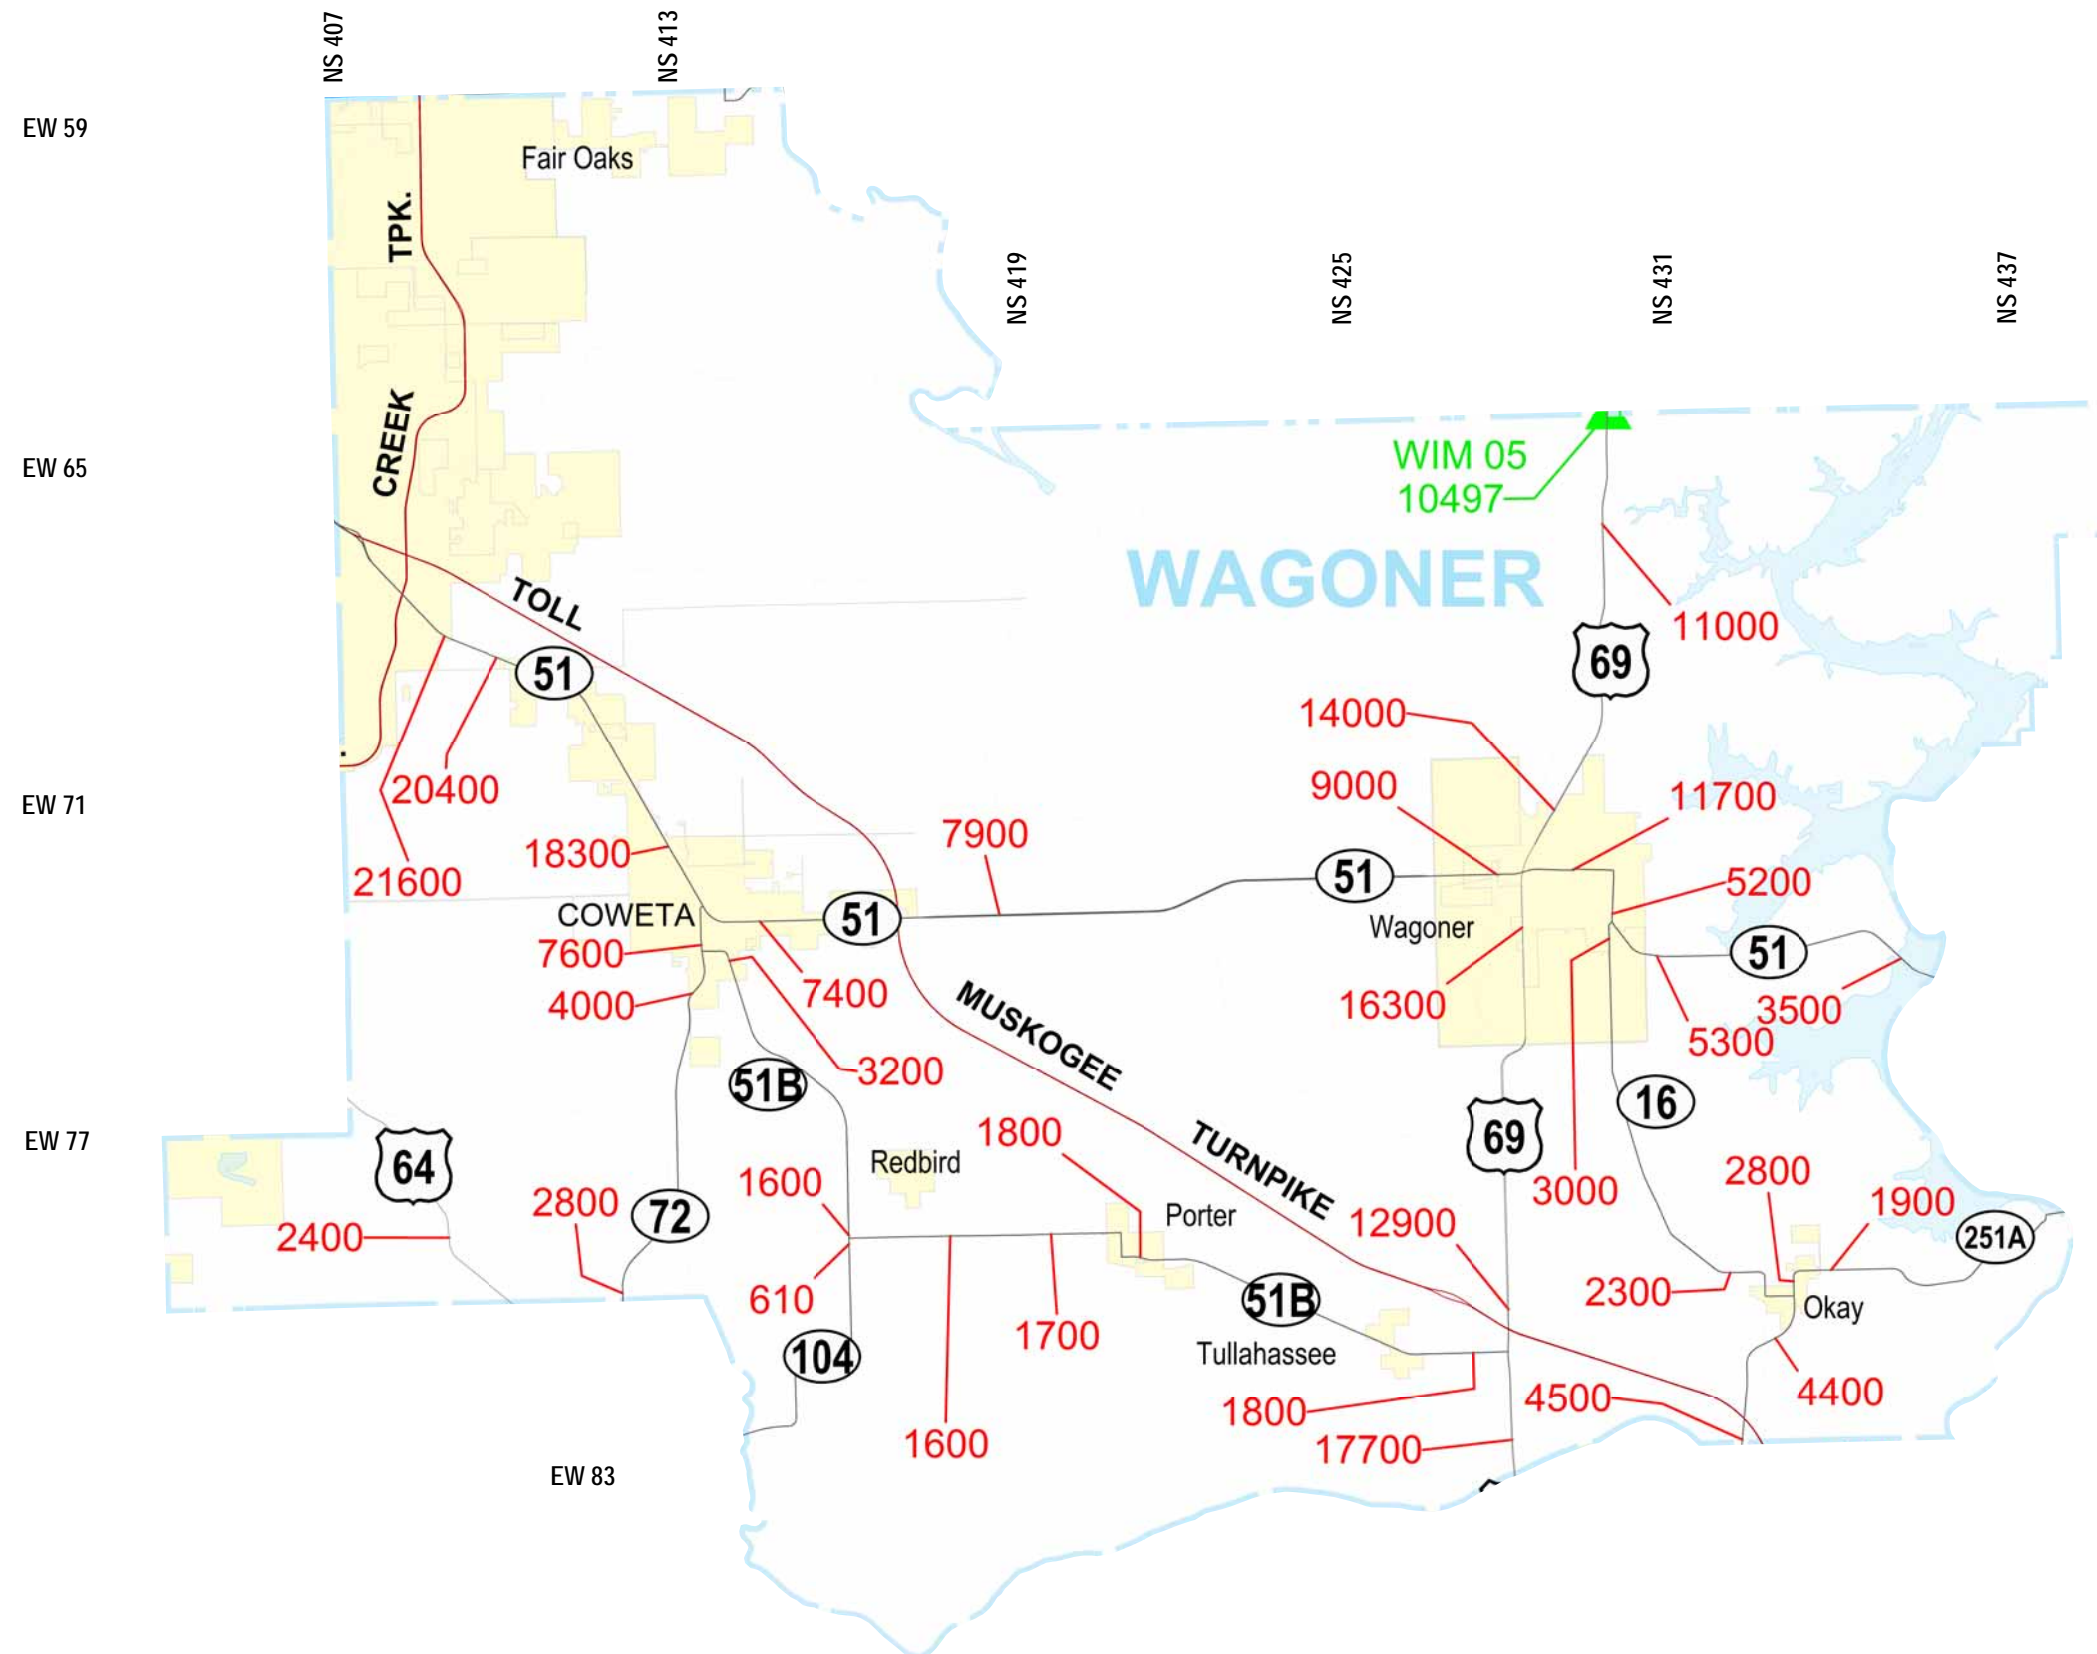 NS 407
NS 413
EW 59
Fair Oaks
TPK.
NS 419
NS 425
NS 431
NS 437
CREEK
EW 65
WIM 05
10497
WAGONER
TOLL
11000
51
69
14000
20400
9000
11700
EW 71
7900
18300
21600
51
5200
COWETA
51
Wagoner
7600
51
4000
7400
16300
3500
MUSKOGEE
5300
3200
51B
16
1800
TURNPIKE
69
EW 77
64
Redbird
2800
1600
3000
2800
1900
72
Porter
12900
2400
251A
610
51B
2300
Okay
1700
104
Tullahassee
4400
1800
4500
1600
17700
EW 83